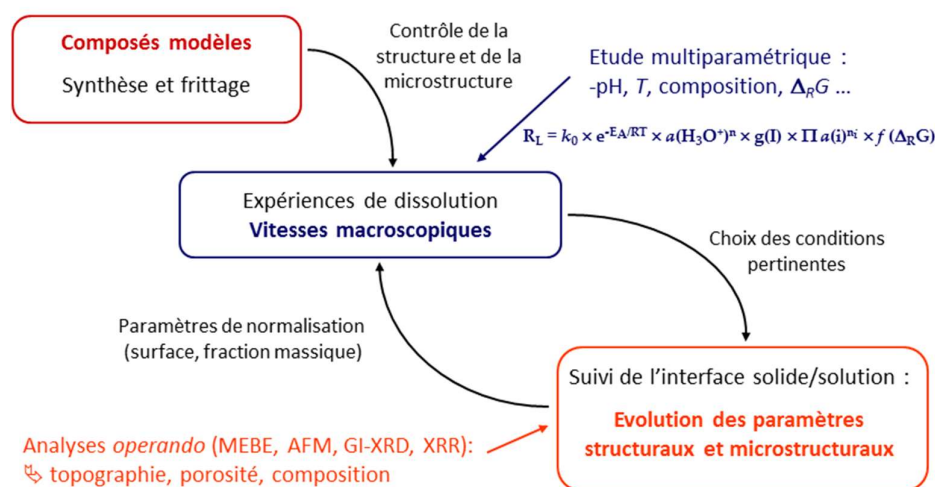 Composés modèles
Synthèse et frittage
Contrôle de la
structure et de la
microstructure
Etude multiparamétrique :
-pH, T, composition, ΔRG ...
RL = k0 × e-EA/RT × a(H3O+)n × g(I) × Π a(i)ni × f (ΔRG)
Expériences de dissolution
Vitesses macroscopiques
Choix des conditions
pertinentes
Paramètres de normalisation
(surface, fraction massique)
Suivi de l'interface solide/solution :
Evolution des paramètres
structuraux et microstructuraux
Analyses operando (MEBE, AFM, GI-XRD, XRR):
↳ topographie, porosité, composition